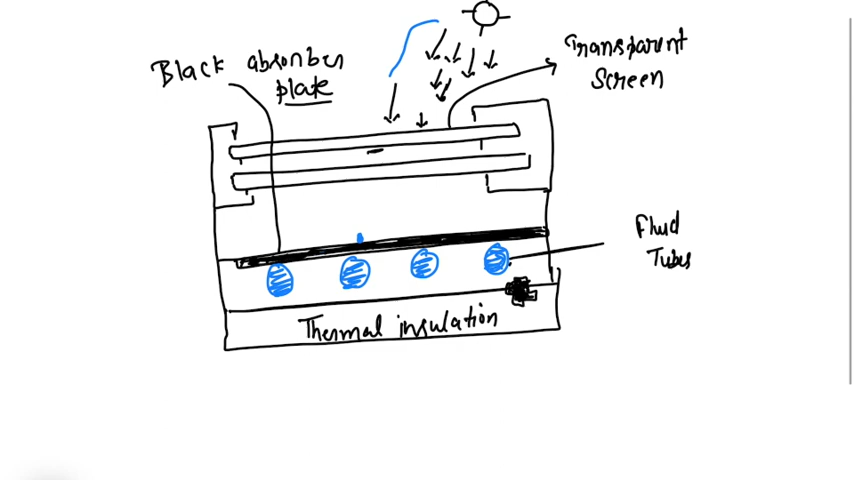 Black absorber
plate
Transparent
Screen
Fluid
Tubes
Thermal insulation